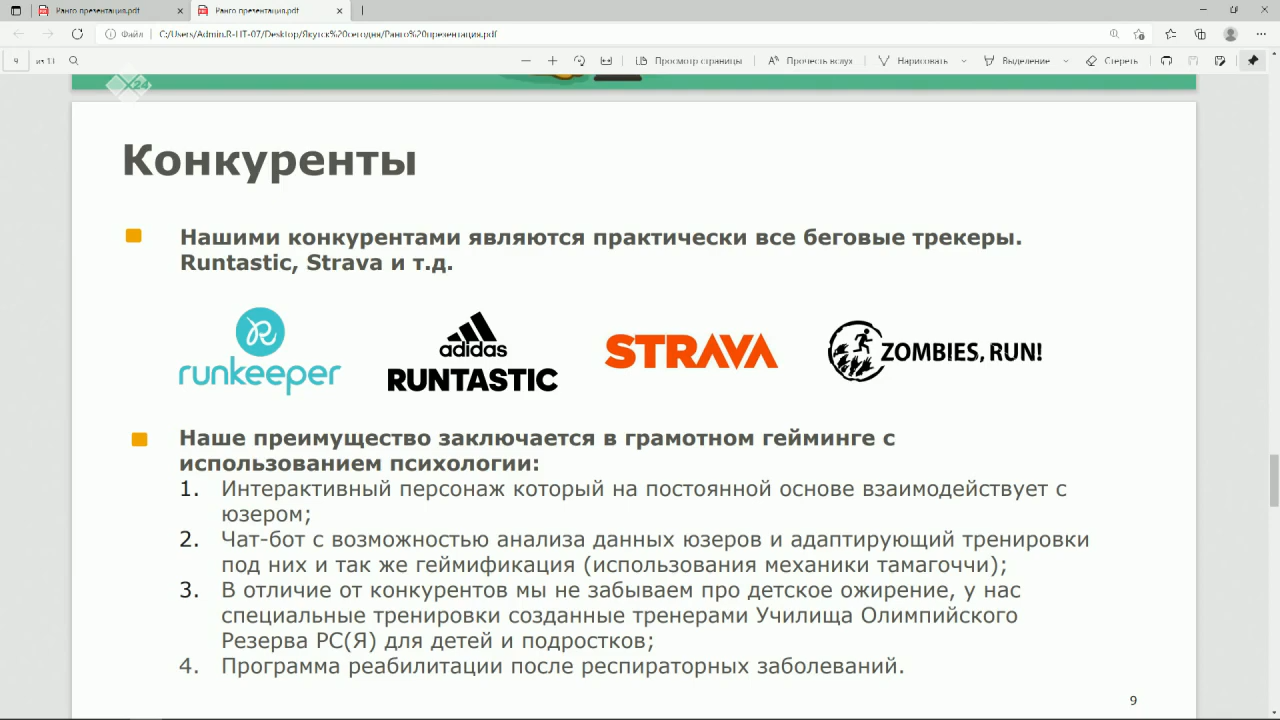 Ранго презентация.pdf
Ранго презентация.pdf
Файл
C:/Users/Admin.R-HT-07/Desktop/Якутск%20сегодня/Ранго%20презентация.pdf
9
из 13
Просмотр страницы
Прочесть вслух
Нарисовать
Выделение
Стереть
24
Конкуренты
Нашими конкурентами являются практически все беговые трекеры.
Runtastic, Strava и т.д.
runkeeper
adidas
RUNTASTIC
STRAVA
ZOMBIES, RUN!
Наше преимущество заключается в грамотном гейминге с
использованием психологии:
1. Интерактивный персонаж который на постоянной основе взаимодействует с
юзером;
2. Чат-бот с возможностью анализа данных юзеров и адаптирующий тренировки
под них и так же геймификация (использования механики тамагоччи);
3. В отличие от конкурентов мы не забываем про детское ожирение, у нас
специальные тренировки созданные тренерами Училища Олимпийского
Резерва РС(Я) для детей и подростков;
4. Программа реабилитации после респираторных заболеваний.
9